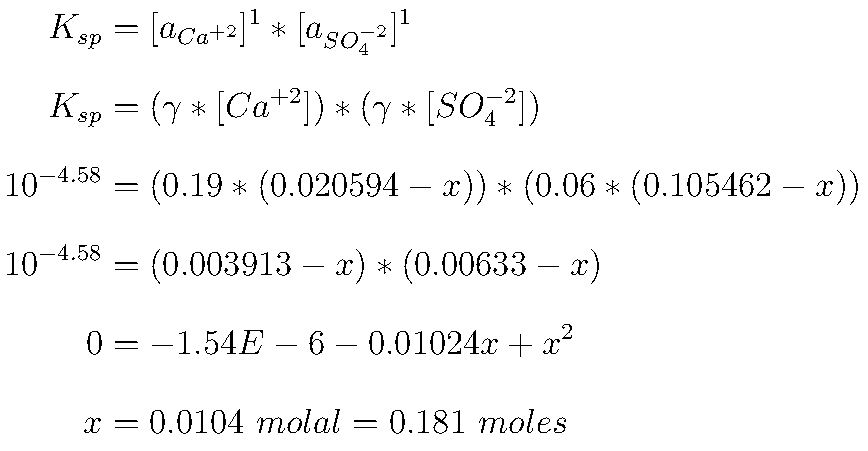 K_{sp} = [a_{Ca^{+2}}]^1 * [a_{SO_4^{-2}}]^1
K_{sp} = (γ * [Ca^{+2}]) * (γ * [SO_4^{-2}])
10^{-4.58} = (0.19 * (0.020594 − x)) * (0.06 * (0.105462 − x))
10^{-4.58} = (0.003913 − x) * (0.00633 − x)
0 = −1.54E − 6 − 0.01024x + x^2
x = 0.0104 molal = 0.181 moles